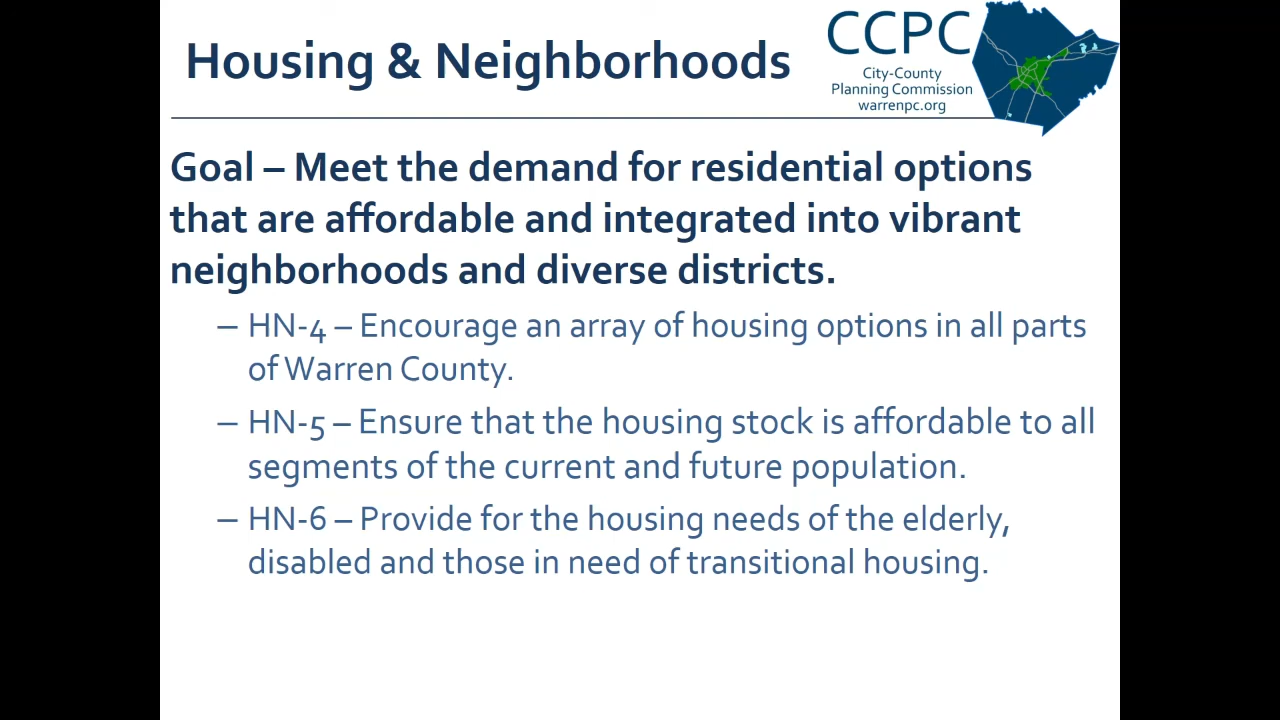 Housing & Neighborhoods
CCPC
City-County
Planning Commission
warrenpc.org
Goal – Meet the demand for residential options
that are affordable and integrated into vibrant
neighborhoods and diverse districts.
– HN-4 – Encourage an array of housing options in all parts
of Warren County.
– HN-5 – Ensure that the housing stock is affordable to all
segments of the current and future population.
– HN-6 – Provide for the housing needs of the elderly,
disabled and those in need of transitional housing.